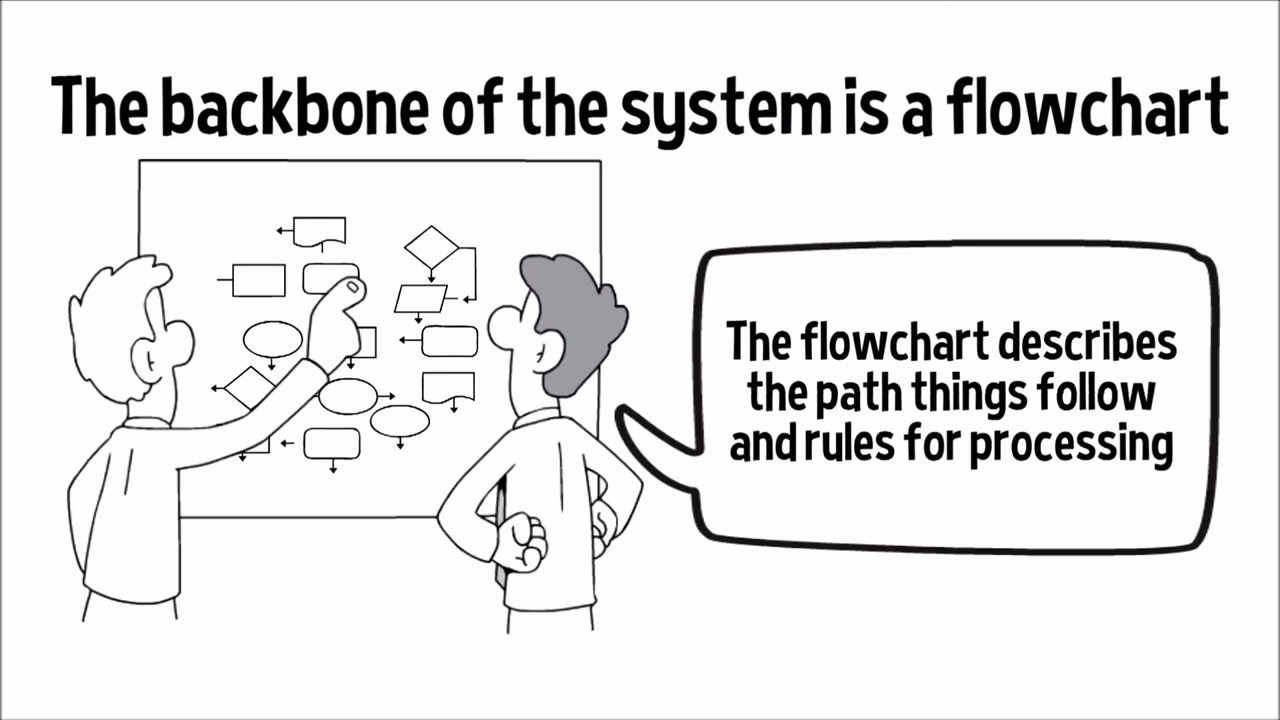 The backbone of the system is a flowchart
The flowchart describes
the path things follow
and rules for processing